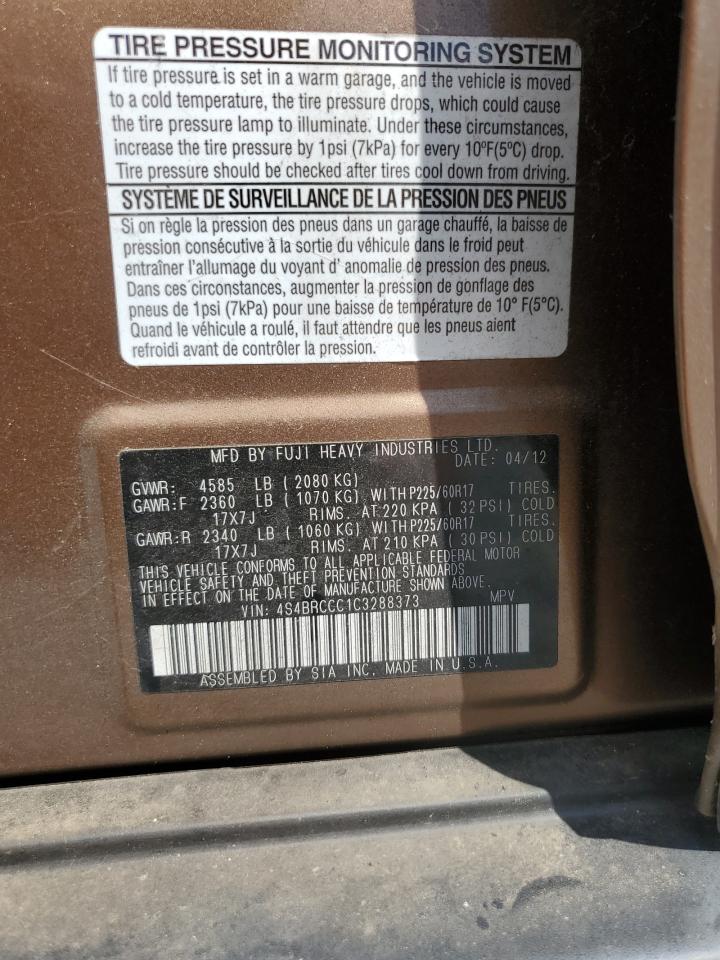 TIRE PRESSURE MONITORING SYSTEM
If tire pressure is set in a warm garage, and the vehicle is moved
to a cold temperature, the tire pressure drops, which could cause
the tire pressure lamp to illuminate. Under these circumstances,
increase the tire pressure by 1psi (7kPa) for every 10ºF(5ºC) drop.
Tire pressure should be checked after tires cool down from driving.
SYSTÈME DE SURVEILLANCE DE LA PRESSION DES PNEUS
Si on règle la pression des pneus dans un garage chauffé, la baisse de
pression consécutive à la sortie du véhicule dans le froid peut
entraîner l'allumage du voyant d' anomalie de pression des pneus.
Dans ces circonstances, augmenter la pression de gonflage des
pneus de 1psi (7kPa) pour une baisse de température de 10° F(5°C).
Quand le véhicule a roulé, il faut attendre que les pneus aient
refroidi avant de contrôler la pression.
MFD BY FUJI HEAVY INDUSTRIES LTD.
DATE: 04/12
GVWR: 4585 LB (2080 KG)
GAWR:F 2360 LB (1070 KG) WITH P225/60R17 TIRES.
17X7J RIMS. AT 220 KPA (32 PSI) COLD
GAWR:R 2340 LB (1060 KG) WITH P225/60R17 TIRES.
17X7J RIMS. AT 210 KPA (30 PSI) COLD
THIS VEHICLE CONFORMS TO ALL APPLICABLE FEDERAL MOTOR
VEHICLE SAFETY AND THEFT PREVENTION STANDARDS
IN EFFECT ON THE DATE OF MANUFACTURE SHOWN ABOVE.
VIN: 4S4BRCGC1C3288373 MPV
ASSEMBLED BY SIA INC. MADE IN U.S.A.